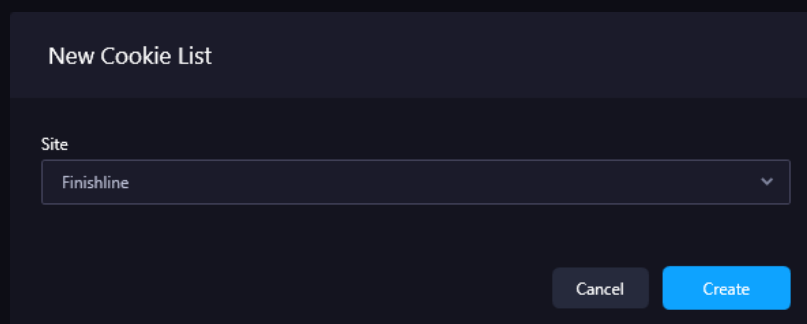 New Cookie List
Site
Finishline
Cancel
Create